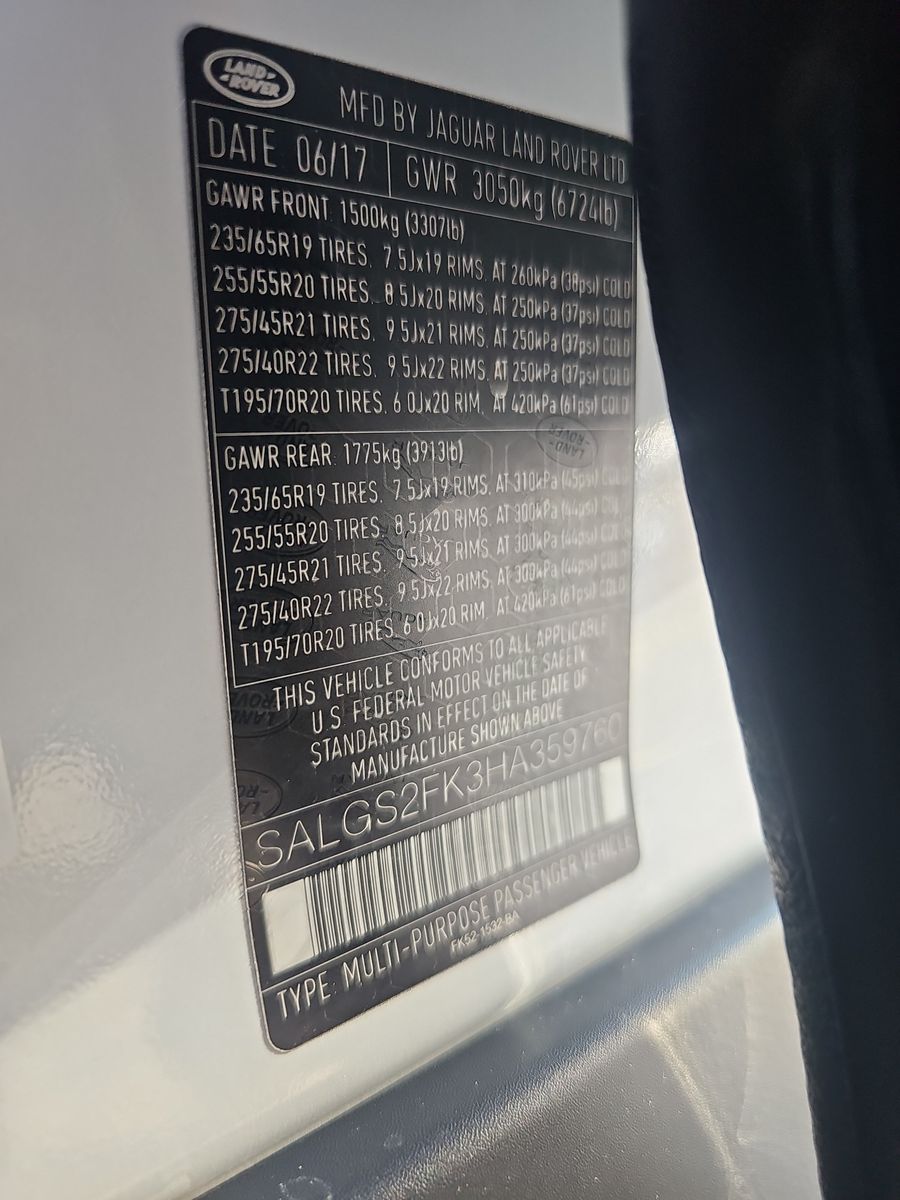 LAND ROVER
MFD BY JAGUAR LAND ROVER LTD
DATE 06/17 GWR 3050kg (6724lb)
GAWR FRONT 1500kg (3307lb)
235/65R19 TIRES, 7.5Jx19 RIMS, AT 260kPa (38psi) COLD
255/55R20 TIRES, 8.5Jx20 RIMS, AT 250kPa (37psi) COLD
275/45R21 TIRES, 9.5Jx21 RIMS, AT 250kPa (37psi) COLD
275/40R22 TIRES, 9.5Jx22 RIMS, AT 250kPa (37psi) COLD
T195/70R20 TIRES, 6.0Jx20 RIM, AT 420kPa (61psi) COLD
GAWR REAR 1775kg (3913lb)
235/65R19 TIRES, 7.5Jx19 RIMS, AT 310kPa (45psi) COLD
255/55R20 TIRES, 8.5Jx20 RIMS, AT 300kPa (44psi) COLD
275/45R21 TIRES, 9.5Jx21 RIMS, AT 300kPa (44psi) COLD
275/40R22 TIRES, 9.5Jx22 RIMS, AT 300kPa (44psi) COLD
T195/70R20 TIRES, 6.0Jx20 RIM, AT 420kPa (61psi) COLD
THIS VEHICLE CONFORMS TO ALL APPLICABLE
U.S. FEDERAL MOTOR VEHICLE SAFETY
STANDARDS IN EFFECT ON THE DATE OF
MANUFACTURE SHOWN ABOVE
SALGS2FK3HA359760
TYPE: MULTI-PURPOSE PASSENGER VEHICLE
FK52-1532-BA